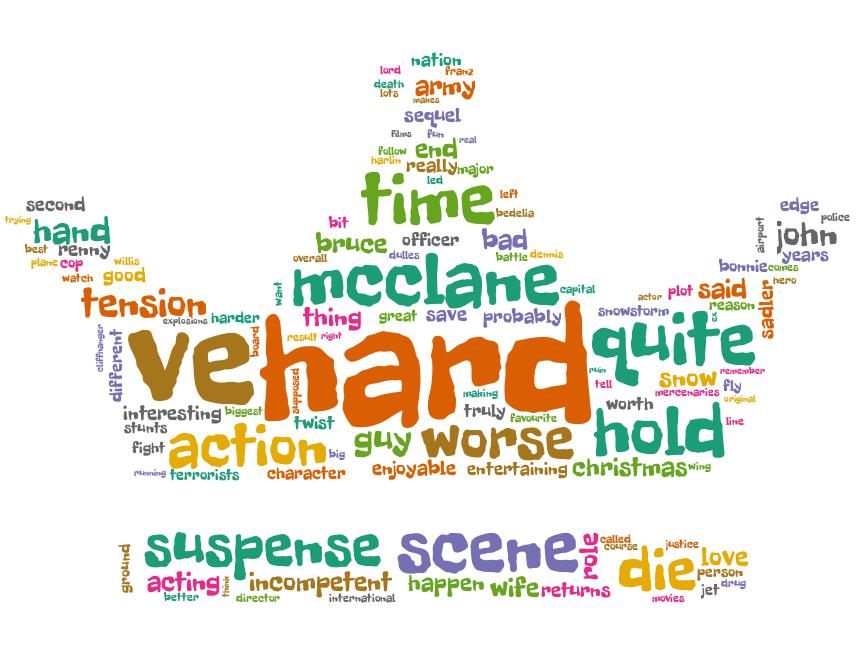 nation
lord franz
death army
lots makes
sequel
films fun real
follow end
harlin really major
led
time left
bedelia
second
trying hand
best renny
plane cop willis
watch good
tension
bit
bruce officer bad
overall dulles battle dennis
edge police
airport john
years
bonnie comes
hero
actor plot said
reason
sadler
want mcclane capital
explosions harder
thing great save probably
snowstorm
cliffhanger different
ve board hard quite
result right
supposed
ex
ruin remember
tell snow fly
mercenaries original
making
interesting biggest
stunts twist
truly favourite
worth line
fight action big guy worse hold
running terrorists character enjoyable entertaining christmas wing
ground suspense scene role
called course justice
die love
person
acting think incompetent happen wife returns
jet drug
better director international movies